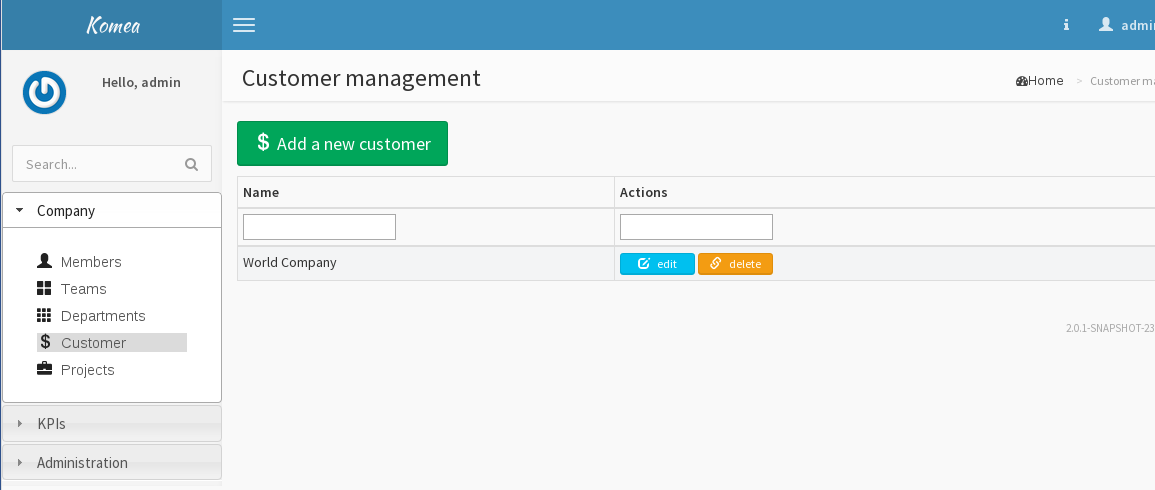 Komea
admin
Hello, admin
Search...
Company
Members
Teams
Departments
$ Customer
Projects
KPIs
Administration
Customer management
Home > Customer ma
$ Add a new customer
Name Actions
World Company edit delete
2.0.1-SNAPSHOT-23